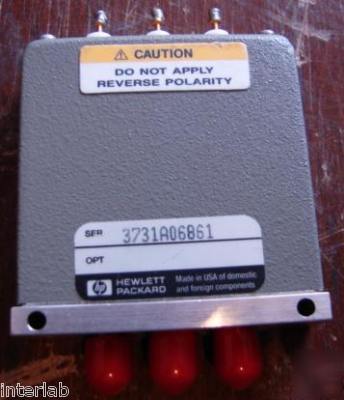 CAUTION
DO NOT APPLY
REVERSE POLARITY
SER 3731A06861
OPT
hp HEWLETT PACKARD
Made in USA of domestic
and foreign components
interlab